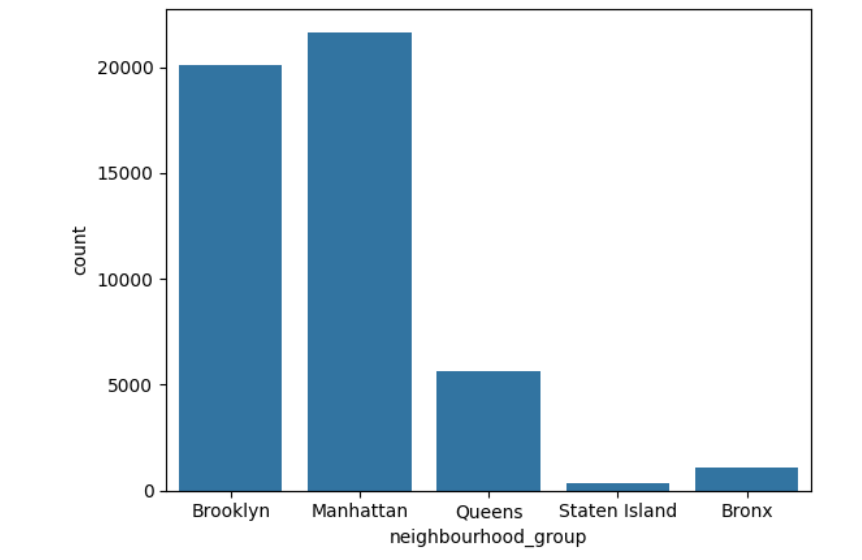 20000
15000
10000
5000
0
count
Brooklyn Manhattan Queens Staten Island Bronx
neighbourhood_group